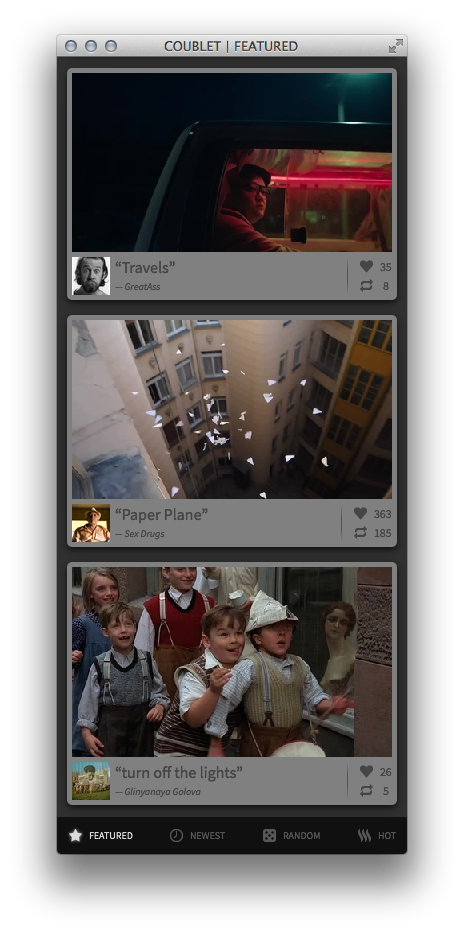 COUBLET | FEATURED
“Travels”
35
— GreatAss
8
“Paper Plane”
363
— Sex Drugs
185
“turn off the lights”
26
— Glinyanaya Golova
5
FEATURED NEWEST RANDOM HOT